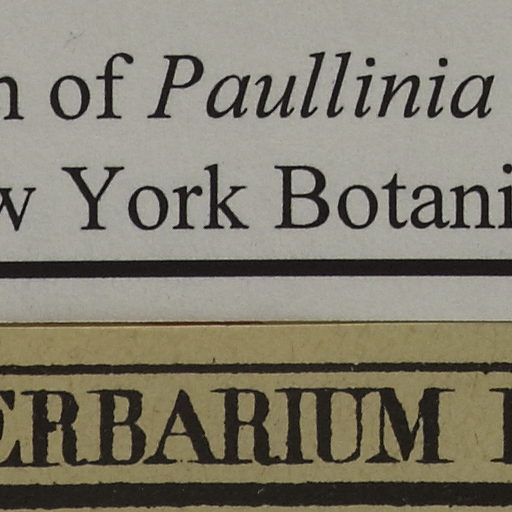 n of Paullinia
w York Botani
ERBARIUM